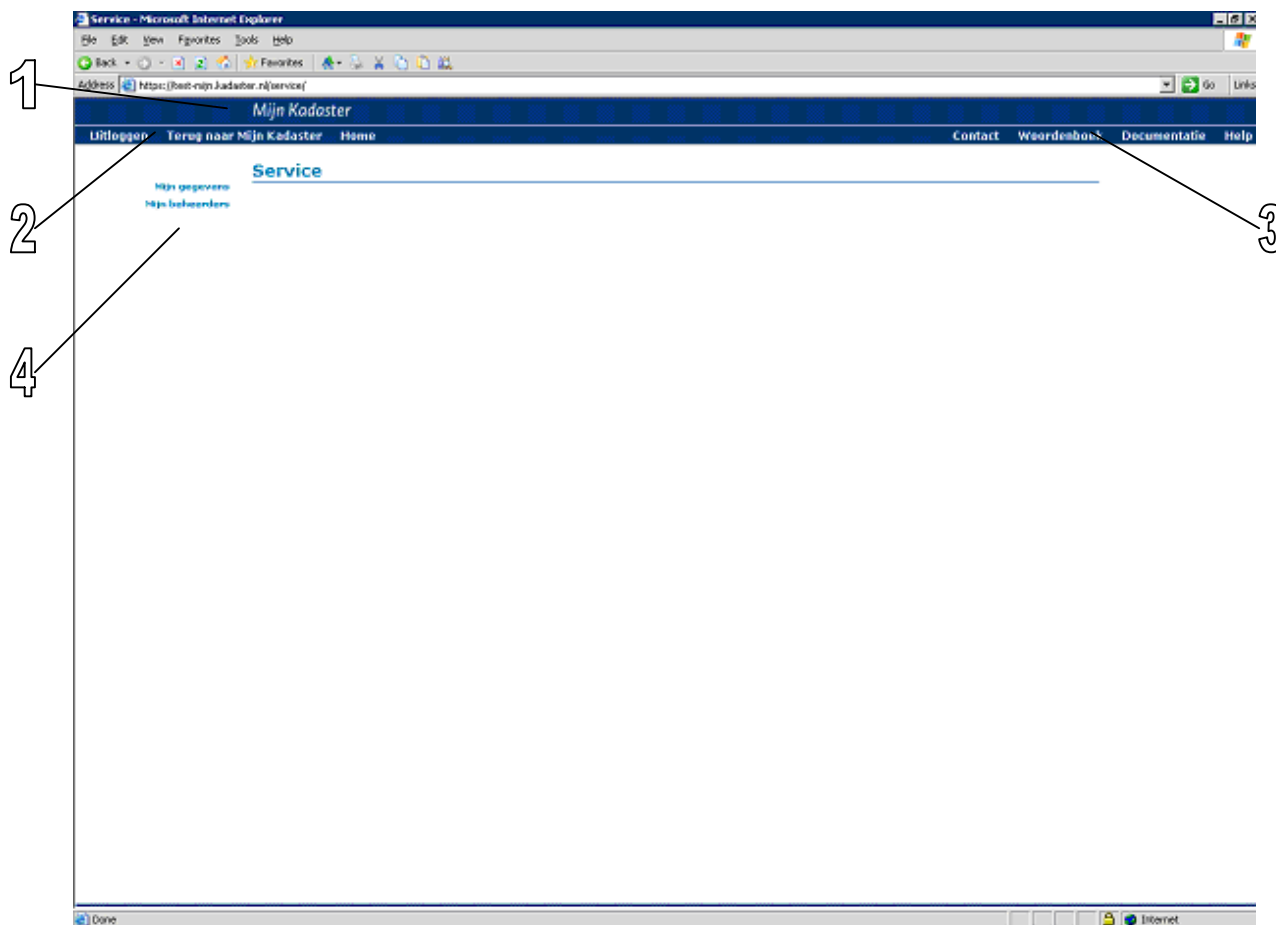 Service - Microsoft Internet Explorer
File Edit View Favorites Tools Help
Back Favorites
Address https://test-mijn.kadaster.nl/service/ Go Links
1
Mijn Kadaster
Uitloggen Terug naar Mijn Kadaster Home Contact Woordenboek Documentatie Help
Service
Mijn gegevens
Mijn beheerders
2
3
4
Done Internet